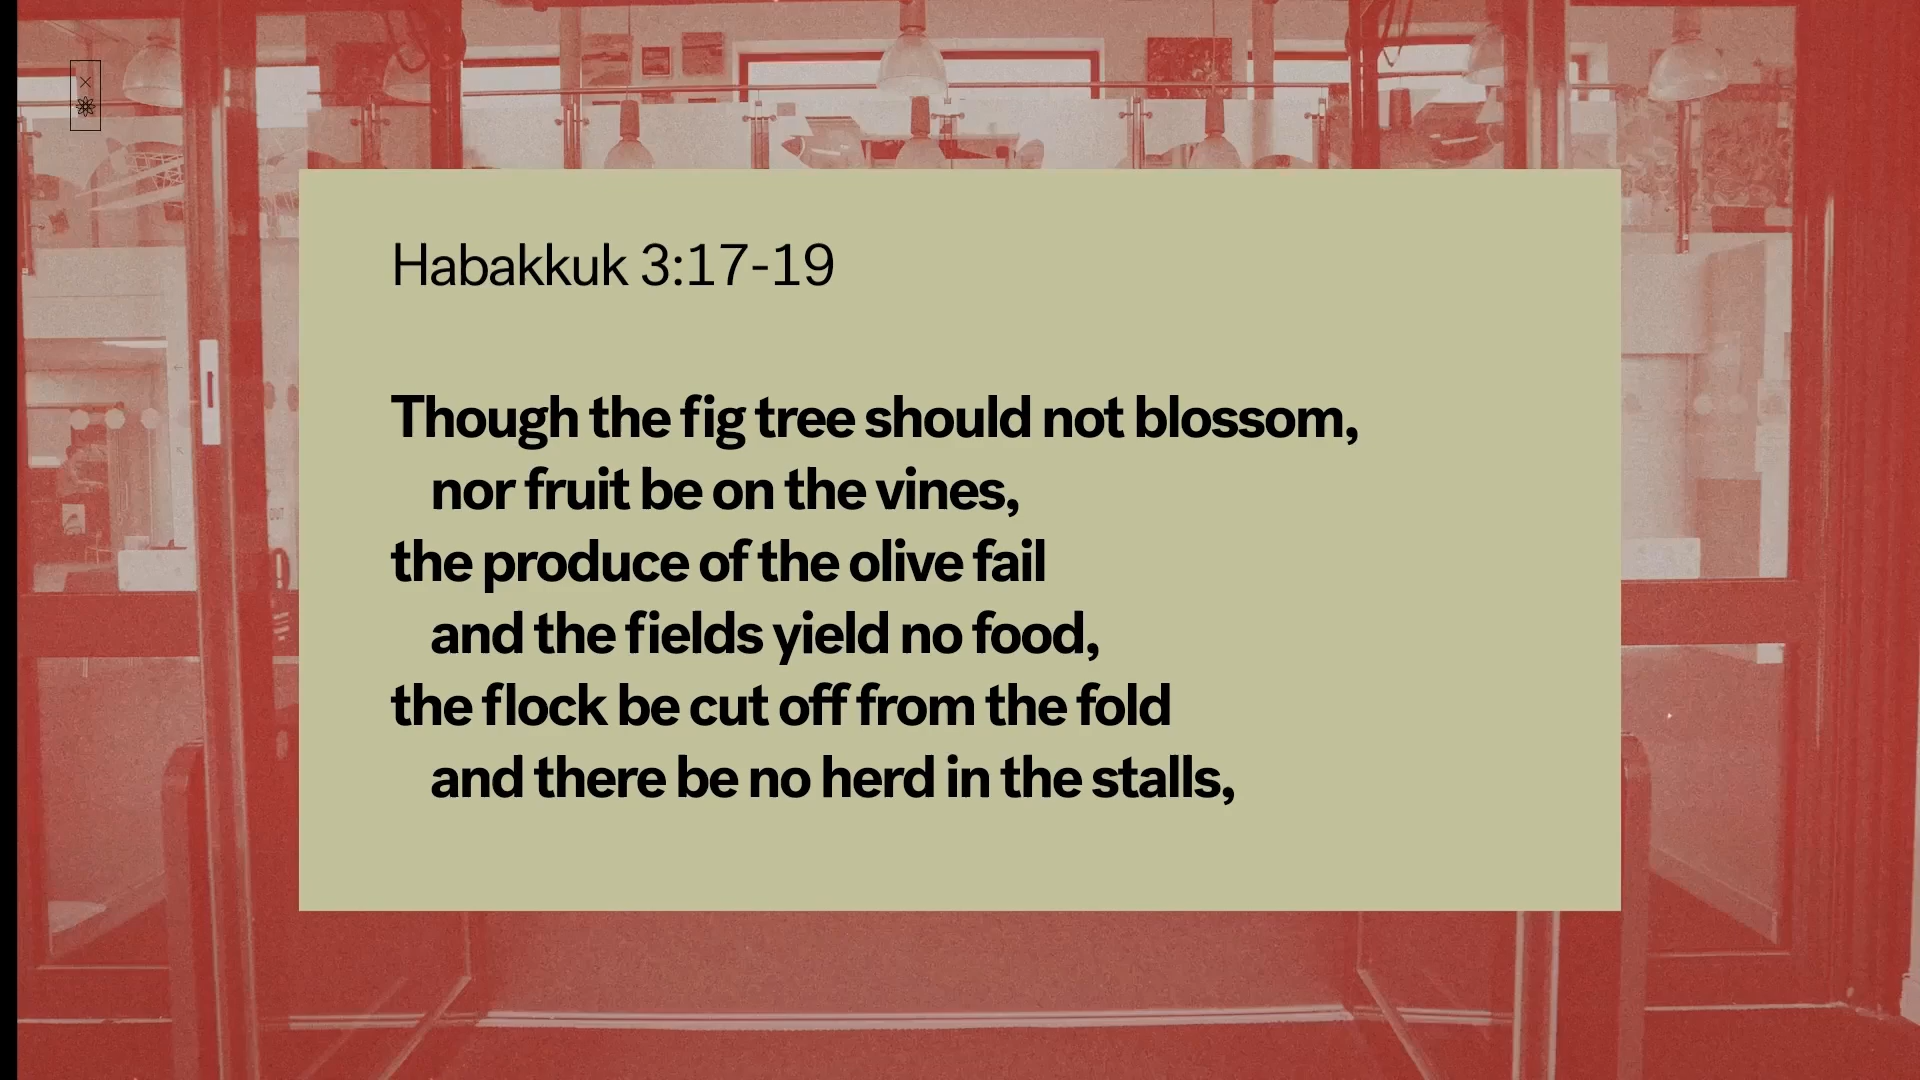 Habakkuk 3:17-19
Though the fig tree should not blossom,
nor fruit be on the vines,
the produce of the olive fail
and the fields yield no food,
the flock be cut off from the fold
and there be no herd in the stalls,